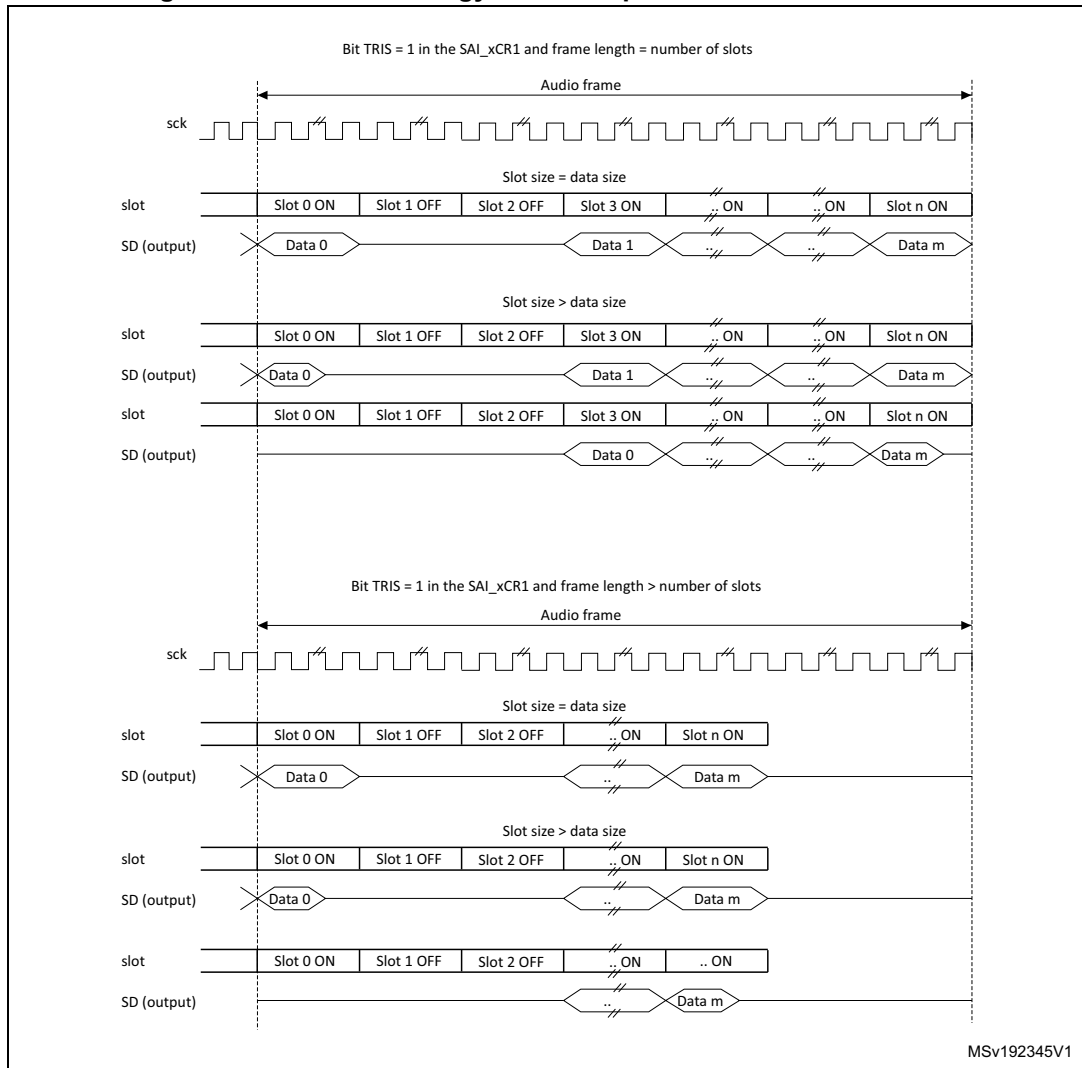 Bit TRIS = 1 in the SAI_xCR1 and frame length = number of slots
Audio frame
sck
Slot size = data size
slot Slot 0 ON Slot 1 OFF Slot 2 OFF Slot 3 ON .. ON .. ON Slot n ON
SD (output) Data 0 Data 1 .. .. Data m
Slot size > data size
slot Slot 0 ON Slot 1 OFF Slot 2 OFF Slot 3 ON .. ON .. ON Slot n ON
SD (output) Data 0 Data 1 .. .. Data m
slot Slot 0 ON Slot 1 OFF Slot 2 OFF Slot 3 ON .. ON .. ON Slot n ON
SD (output) Data 0 .. .. Data m
Bit TRIS = 1 in the SAI_xCR1 and frame length > number of slots
Audio frame
sck
Slot size = data size
slot Slot 0 ON Slot 1 OFF Slot 2 OFF .. ON Slot n ON
SD (output) Data 0 .. Data m
Slot size > data size
slot Slot 0 ON Slot 1 OFF Slot 2 OFF .. ON Slot n ON
SD (output) Data 0 .. Data m
slot Slot 0 ON Slot 1 OFF Slot 2 OFF .. ON .. ON
SD (output) .. Data m
MSv192345V1